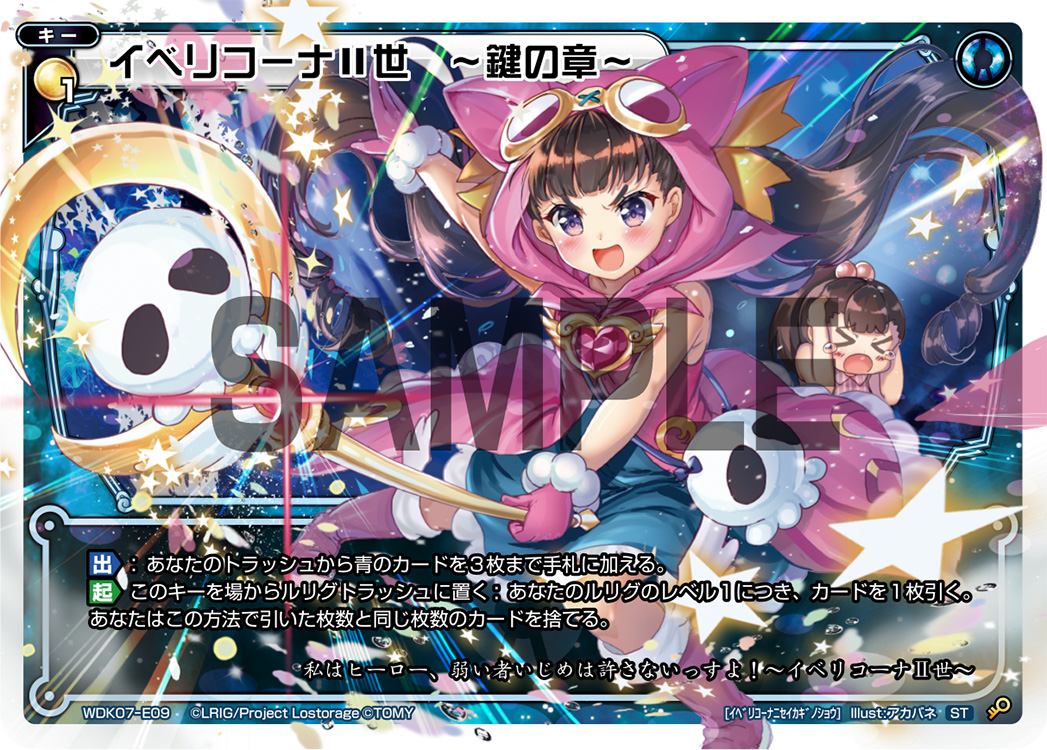 キー
イベリコーナⅡ世 ～鍵の章～
1
SAMPLE
出：あなたのトラッシュから青のカードを3枚まで手札に加える。
起 このキーを場からルリグトラッシュに置く：あなたのルリグのレベル1につき、カードを1枚引く。
あなたはこの方法で引いた枚数と同じ枚数のカードを捨てる。
私はヒーロー、弱い者いじめは許さないっすよ！～イベリコーナⅡ世～
WDK07-E09 ©LRIG/Project Lostorage ©TOMY [ｲﾍﾞﾘｺｰﾅﾆｾｲｶｷﾞﾉｼｮｳ] Illust:アカバネ ST